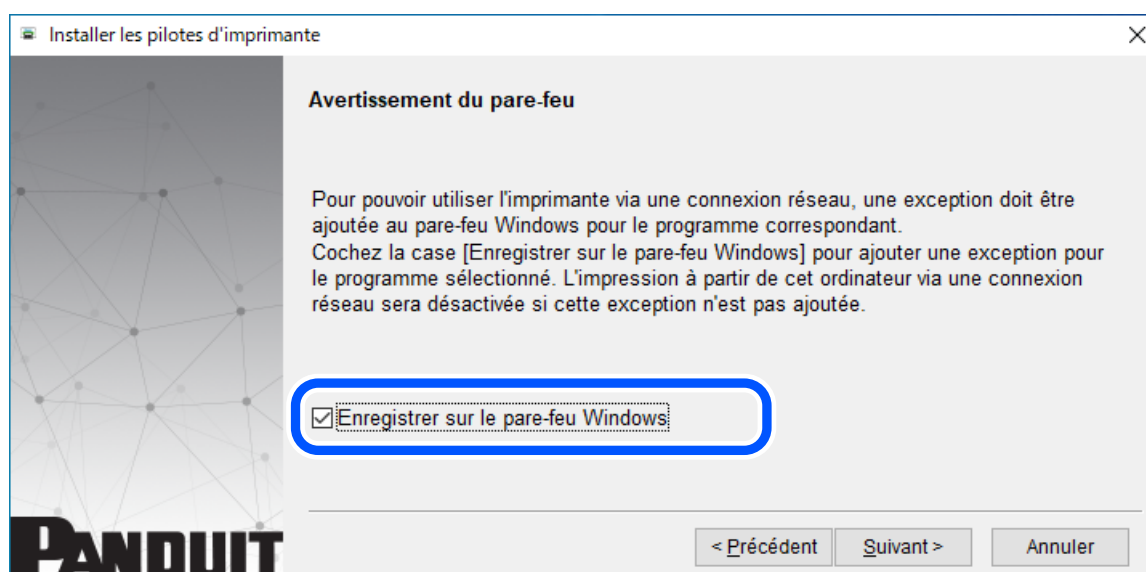 Installer les pilotes d'imprimante
Avertissement du pare-feu
Pour pouvoir utiliser l'imprimante via une connexion réseau, une exception doit être
ajoutée au pare-feu Windows pour le programme correspondant.
Cochez la case [Enregistrer sur le pare-feu Windows] pour ajouter une exception pour
le programme sélectionné. L'impression à partir de cet ordinateur via une connexion
réseau sera désactivée si cette exception n'est pas ajoutée.
Enregistrer sur le pare-feu Windows
PANDUIT
< Précédent Suivant > Annuler